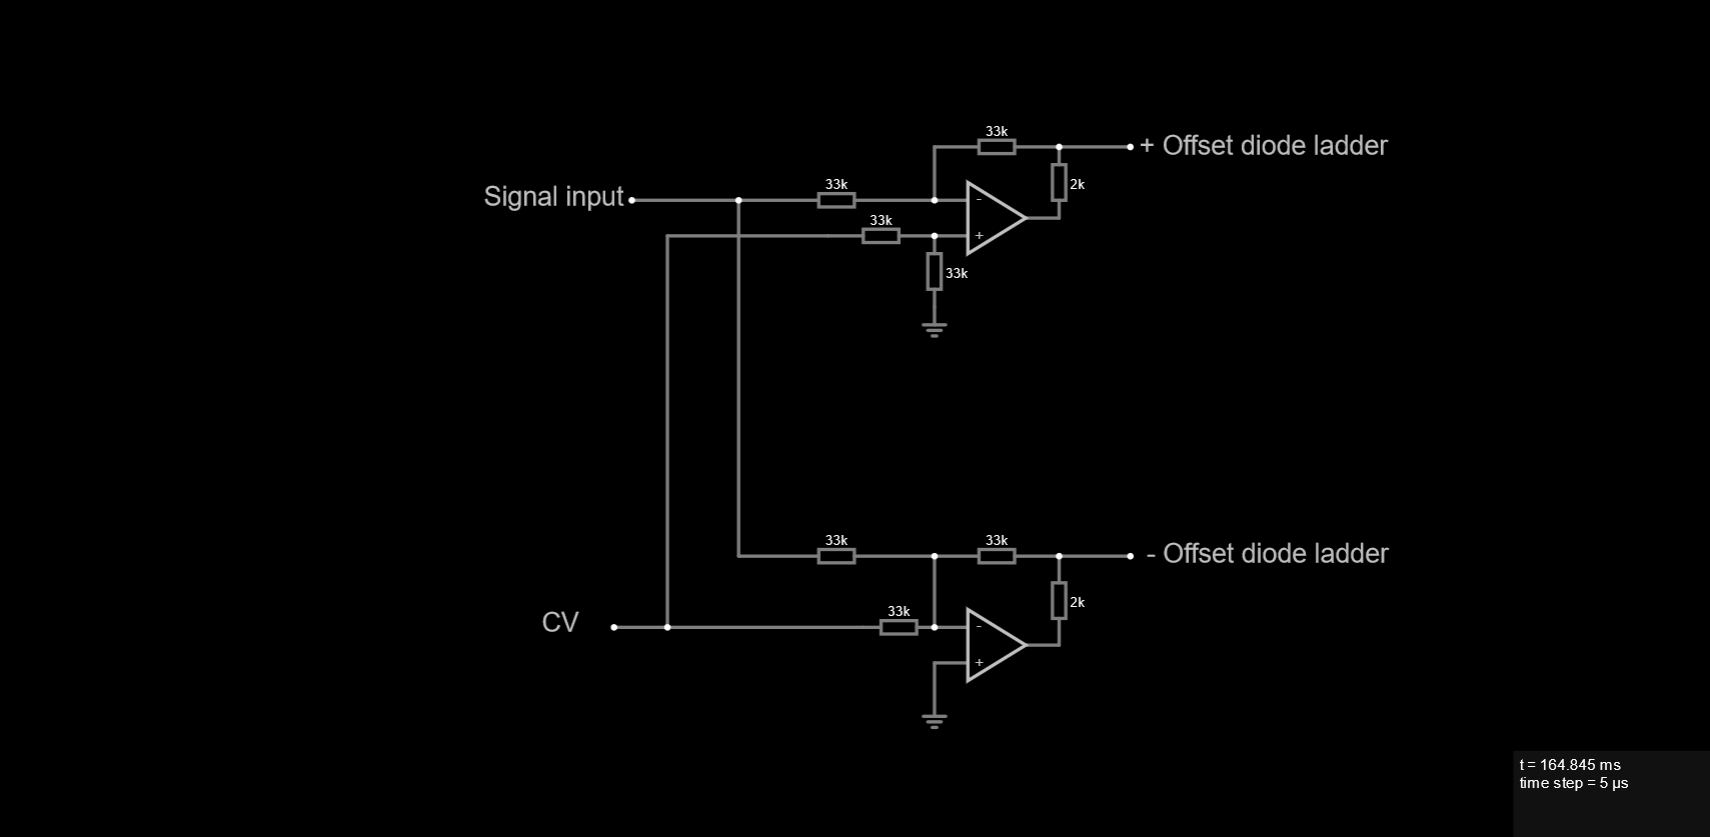 33k
+ Offset diode ladder
33k
2k
Signal input
-
33k
+
33k
33k
33k
- Offset diode ladder
33k
2k
CV
-
+
t = 164.845 ms
time step = 5 µs